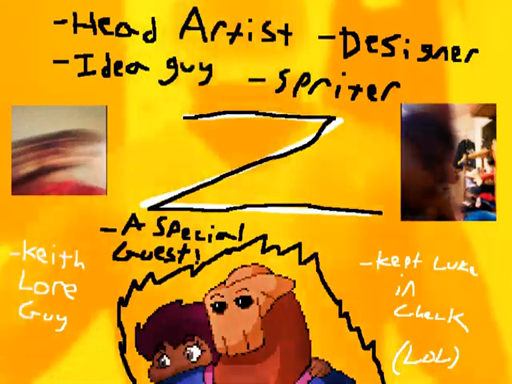 -Head Artist -Designer
-Idea guy -Spriter
Z
-A Special
Guest!
-Keith
Lore
Guy
-Kept Luke
in
Check
(LOL)